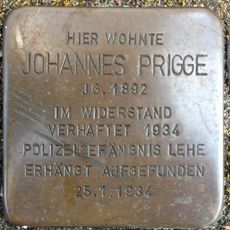 HIER WOHNTE
JOHANNES PRIGGE
JG. 1892
IM WIDERSTAND
VERHAFTET 1934
POLIZEIGEFÄNGNIS LEHE
ERHÄNGT AUFGEFUNDEN
25.1.1934